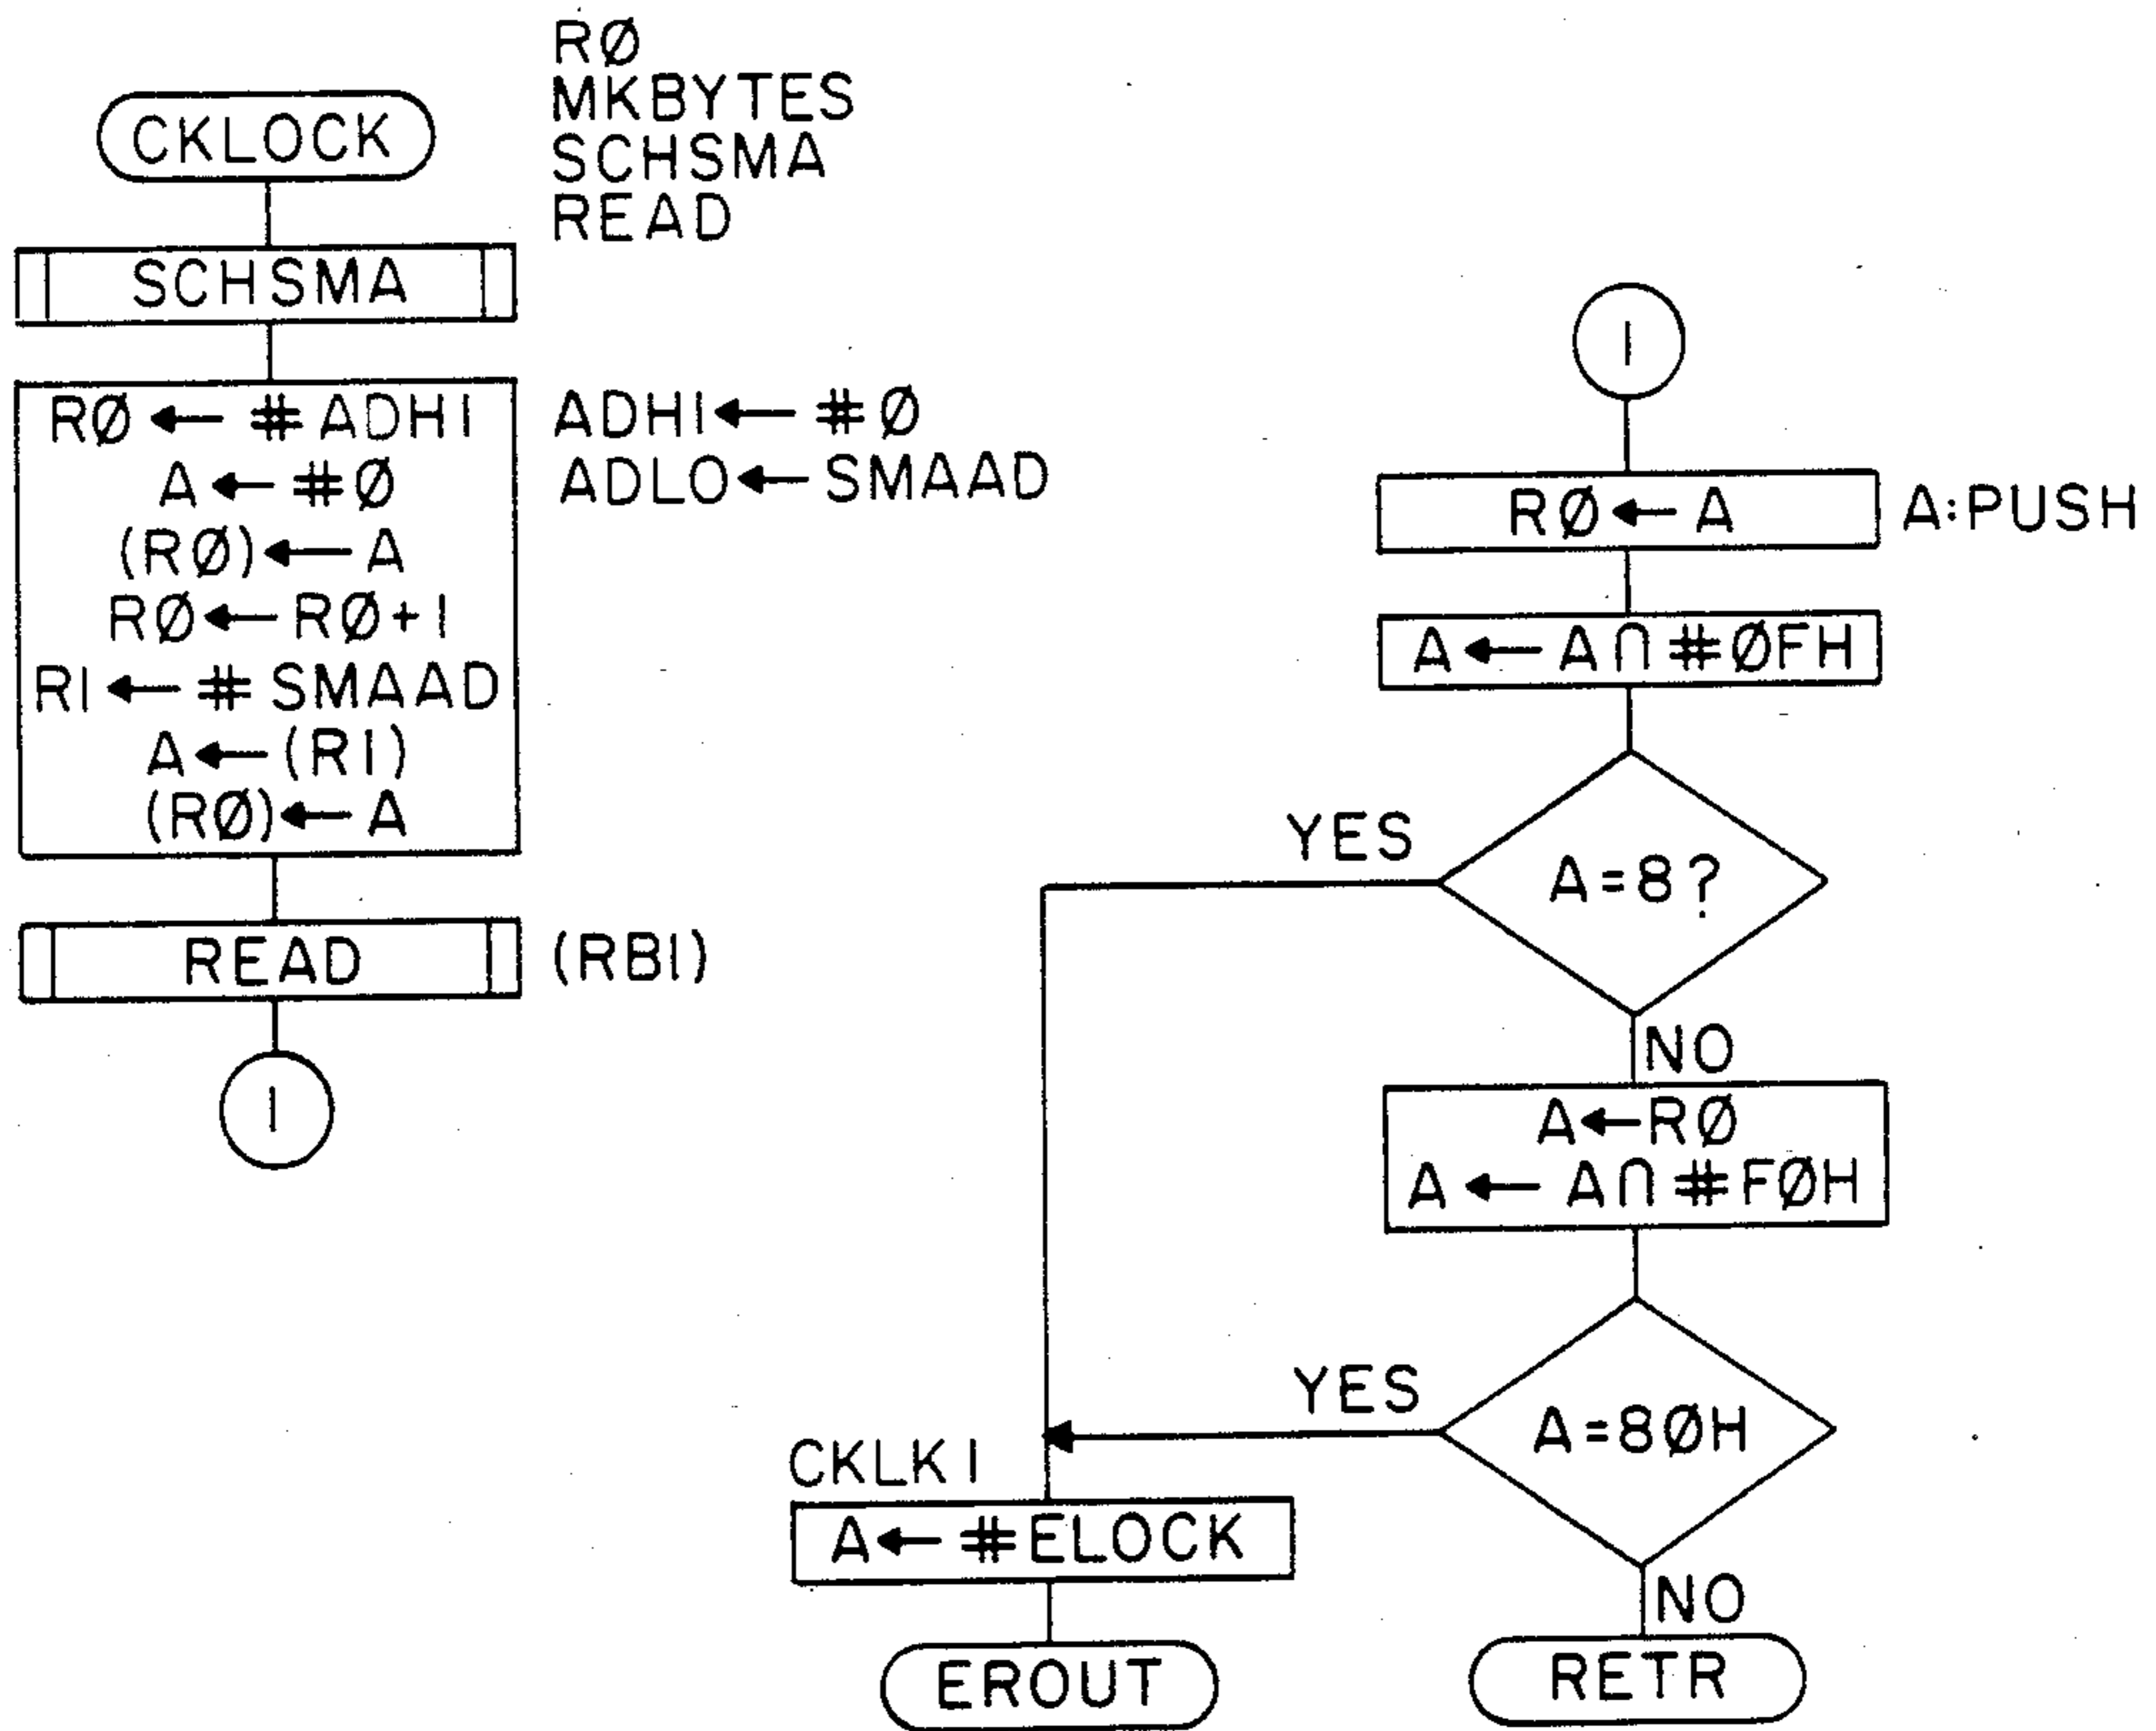 RØ
MKBYTES
CKLOCK
SCHSMA
READ
SCHSMA
RØ ← # ADHI
A ← # Ø
(RØ) ← A
RØ ← RØ+1
R1 ← # SMAAD
A ← (R1)
(RØ) ← A
ADHI ← # Ø
ADLO ← SMAAD
READ
(RB1)
1
1
RØ ← A
A:PUSH
A ← A∩ # ØFH
A=8?
YES
NO
A ← RØ
A ← A∩ # FØH
A=8ØH
YES
NO
CKLK1
A ← # ELOCK
EROUT
RETR